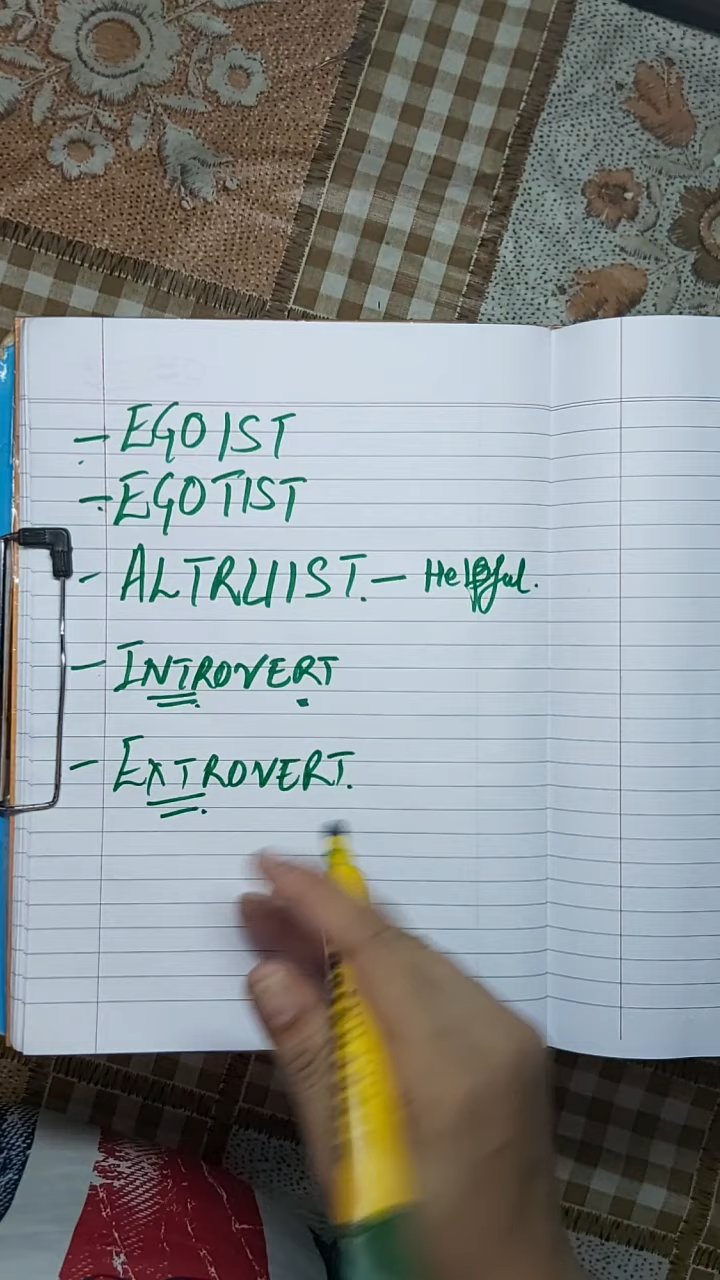 - EGOIST
- EGOTIST
- ALTRUIST. - Helpful.
- INTROVERT
- EXTROVERT.